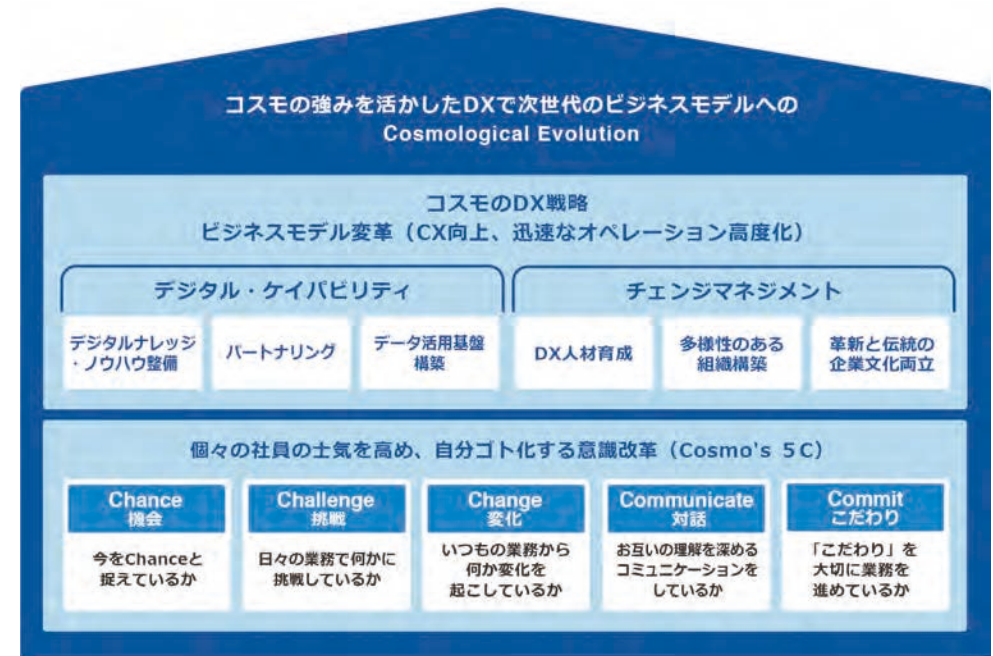 コスモの強みを活かしたDXで次世代のビジネスモデルへの
Cosmological Evolution
コスモのDX戦略
ビジネスモデル変革(CX向上、迅速なオペレーション高度化)
デジタル・ケイパビリティ
チェンジマネジメント
デジタルナレッジ
・ノウハウ整備
パートナリング
データ活用基盤
構築
DX人材育成
多様性のある
組織構築
革新と伝統の
企業文化両立
個々の社員の士気を高め、自分ゴト化する意識改革(Cosmo's 5C)
Chance
機会
今をChanceと
捉えているか
Challenge
挑戦
日々の業務で何かに
挑戦しているか
Change
変化
いつもの業務から
何か変化を
起こしているか
Communicate
対話
お互いの理解を深める
コミュニケーションを
しているか
Commit
こだわり
「こだわり」を
大切に業務を
進めているか